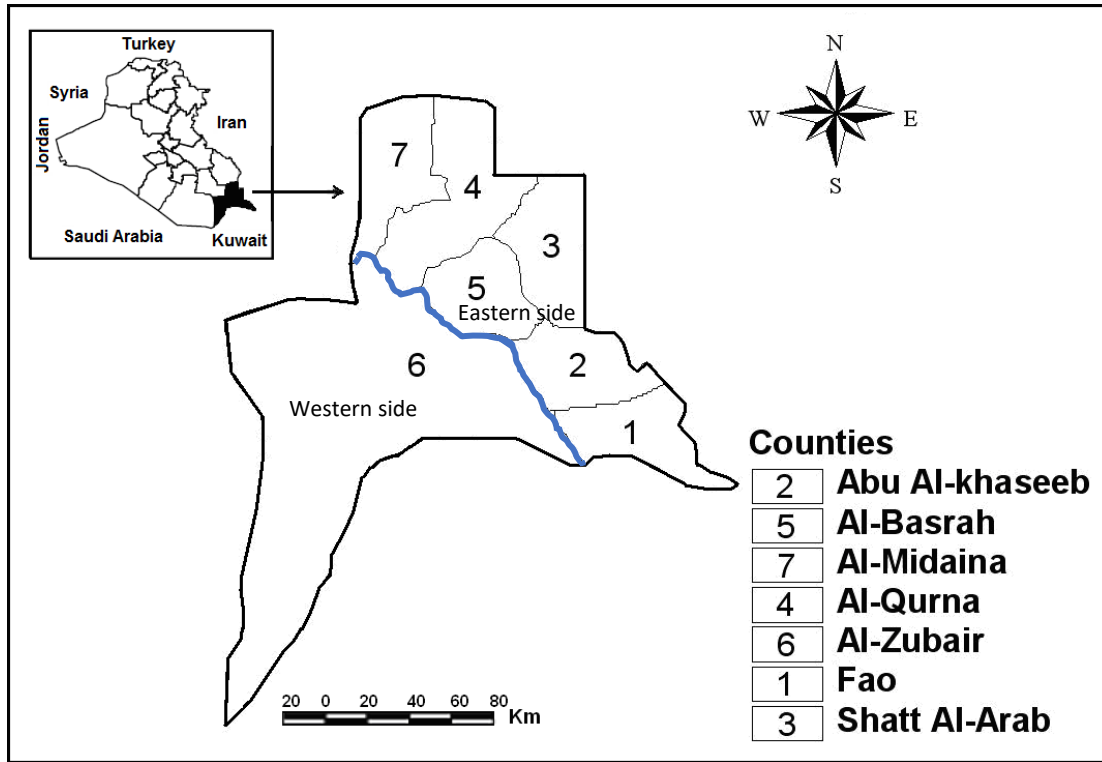 Turkey
Syria
Iran
Jordan
Saudi Arabia
Kuwait
N
W
E
S
7
4
3
5
Eastern side
2
6
Western side
1
Counties
2 Abu Al-khaseeb
5 Al-Basrah
7 Al-Midaina
4 Al-Qurna
6 Al-Zubair
1 Fao
3 Shatt Al-Arab
20 0 20 40 60 80
Km